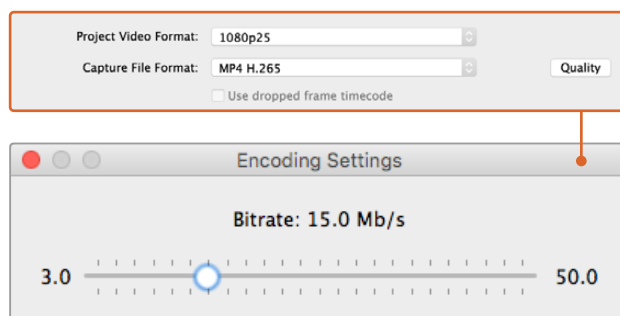 Project Video Format: 1080p25
Capture File Format: MP4 H.265 Quality
Use dropped frame timecode
Encoding Settings
Bitrate: 15.0 Mb/s
3.0 50.0